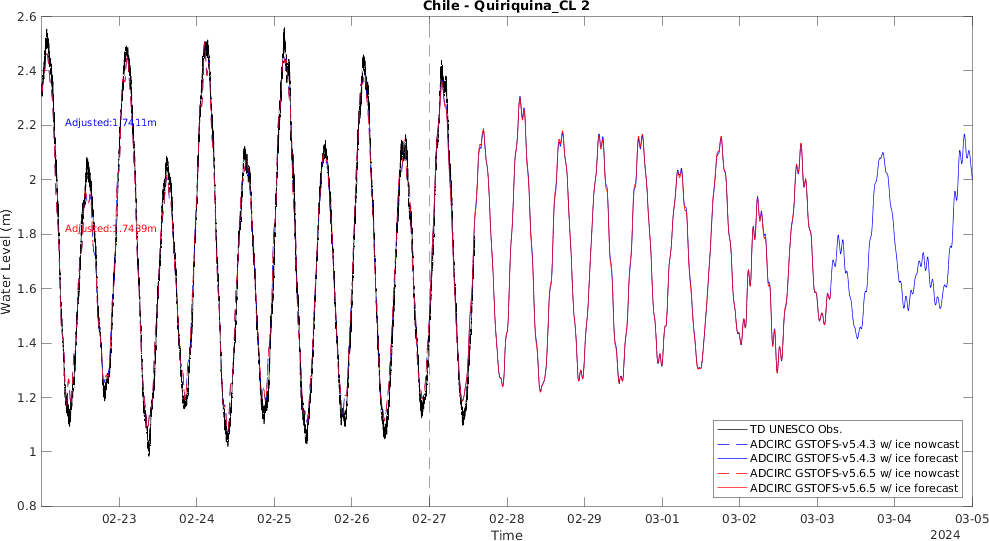 Chile - Quiriquina_CL 2
2.6
2.4
2.2
2
1.8
1.6
1.4
1.2
1
0.8
Water Level (m)
Adjusted:1.7411m
Adjusted:1.7489m
TD UNESCO Obs.
ADCIRC GSTOFS-v5.4.3 w/ ice nowcast
ADCIRC GSTOFS-v5.4.3 w/ ice forecast
ADCIRC GSTOFS-v5.6.5 w/ ice nowcast
ADCIRC GSTOFS-v5.6.5 w/ ice forecast
02-23 02-24 02-25 02-26 02-27 02-28 02-29 03-01 03-02 03-03 03-04 03-05
Time
2024